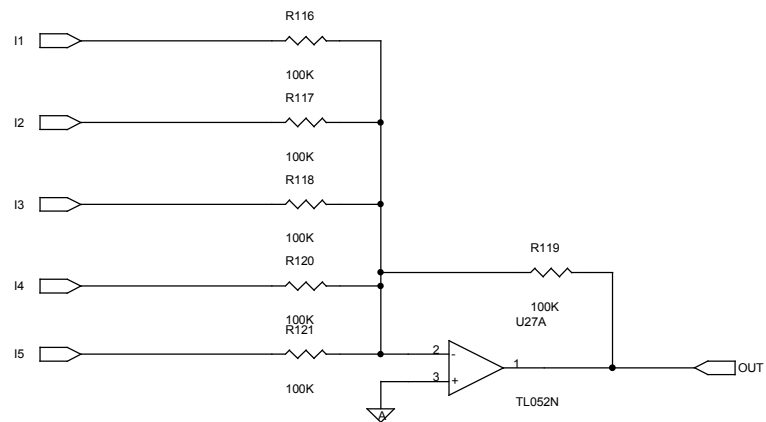 R116
I1
100K
R117
I2
100K
R118
I3
100K
R120
R119
I4
100K
R121
100K
U27A
I5
2
-
1
3
+
OUT
100K
TL052N
A